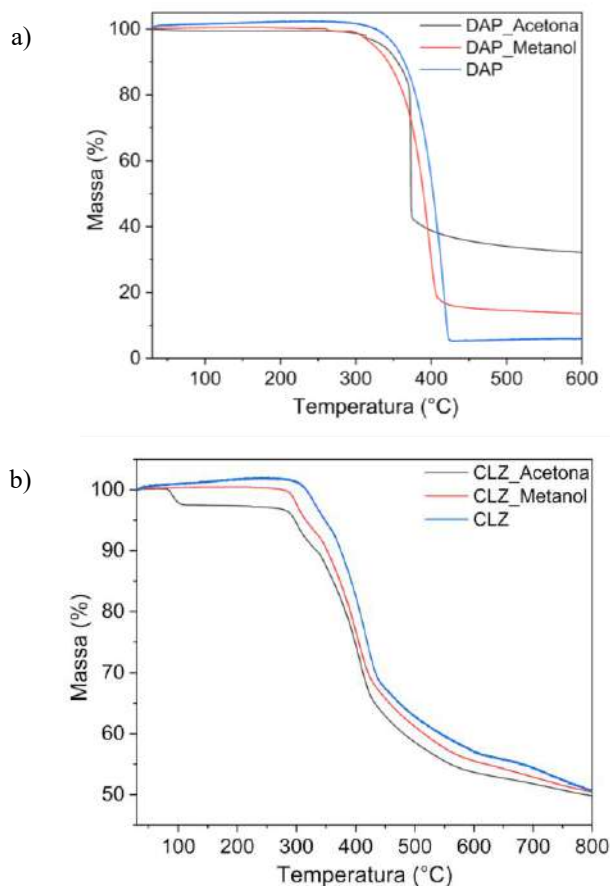 a)
DAP_Acetona
DAP_Metanol
DAP
100
80
60
40
20
0
Massa (%)
100 200 300 400 500 600
Temperatura (°C)
b)
CLZ_Acetona
CLZ_Metanol
CLZ
100
90
80
70
60
50
Massa (%)
100 200 300 400 500 600 700 800
Temperatura (°C)